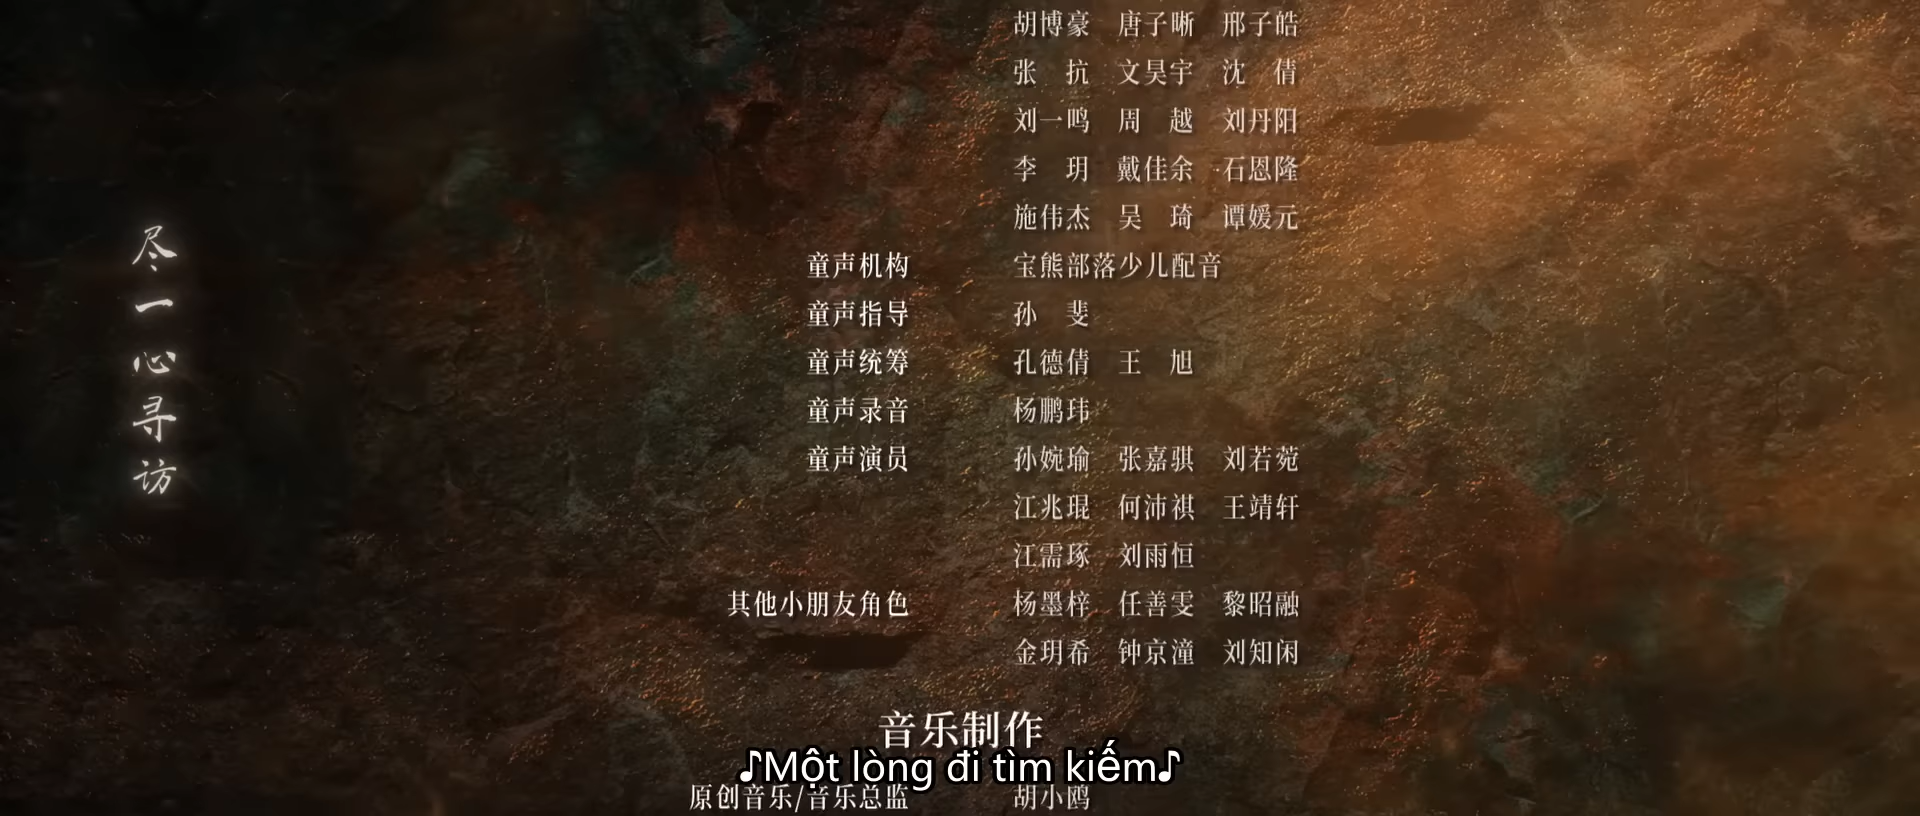 胡博豪 唐子晰 邢子皓
张 抗 文昊宇 沈 倩
刘一鸣 周 越 刘丹阳
李 玥 戴佳余 石恩隆
施伟杰 吴 琦 谭媛元
童声机构 宝熊部落少儿配音
童声指导 孙 斐
童声统筹 孔德倩 王 旭
童声录音 杨鹏玮
童声演员 孙婉瑜 张嘉骐 刘若菀
江兆琨 何沛祺 王靖轩
江需琢 刘雨恒
其他小朋友角色 杨墨梓 任善雯 黎昭融
金玥希 钟京潼 刘知闲
尽一心寻访
音乐制作
♪Một lòng đi tìm kiếm♪
原创音乐/音乐总监 胡小鸥